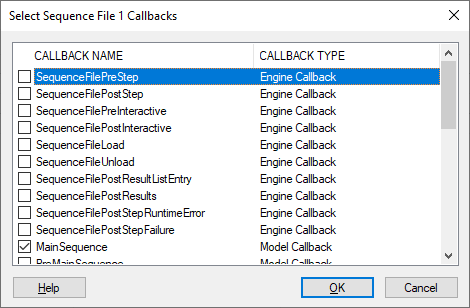 Select Sequence File 1 Callbacks
CALLBACK NAME CALLBACK TYPE
SequenceFilePreStep Engine Callback
SequenceFilePostStep Engine Callback
SequenceFilePreInteractive Engine Callback
SequenceFilePostInteractive Engine Callback
SequenceFileLoad Engine Callback
SequenceFileUnload Engine Callback
SequenceFilePostResultListEntry Engine Callback
SequenceFilePostResults Engine Callback
SequenceFilePostStepRuntimeError Engine Callback
SequenceFilePostStepFailure Engine Callback
MainSequence Model Callback
PreMainSequence Model Callback
Help OK Cancel